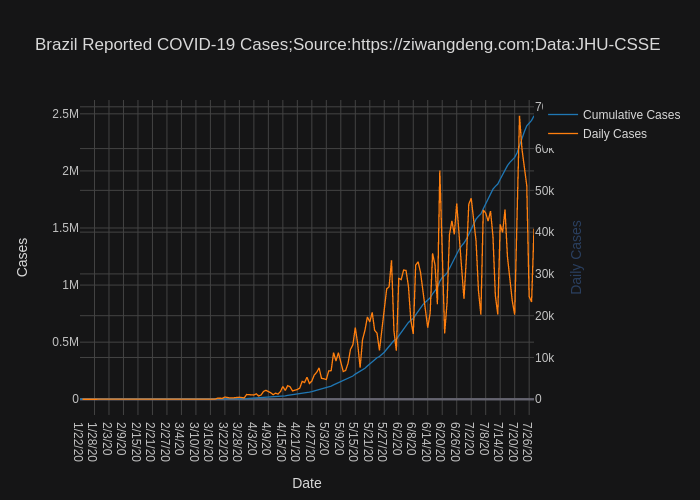 Brazil Reported COVID-19 Cases;Source:https://ziwangdeng.com;Data:JHU-CSSE
Cumulative Cases
Daily Cases
2.5M
2M
1.5M
1M
0.5M
0
60k
50k
40k
30k
20k
10k
0
Cases
Daily Cases
1/22/20
1/28/20
2/3/20
2/9/20
2/15/20
2/21/20
2/27/20
3/4/20
3/10/20
3/16/20
3/22/20
3/28/20
4/3/20
4/9/20
4/15/20
4/21/20
4/27/20
5/3/20
5/9/20
5/15/20
5/21/20
5/27/20
6/2/20
6/8/20
6/14/20
6/20/20
6/26/20
7/2/20
7/8/20
7/14/20
7/20/20
7/26/20
Date